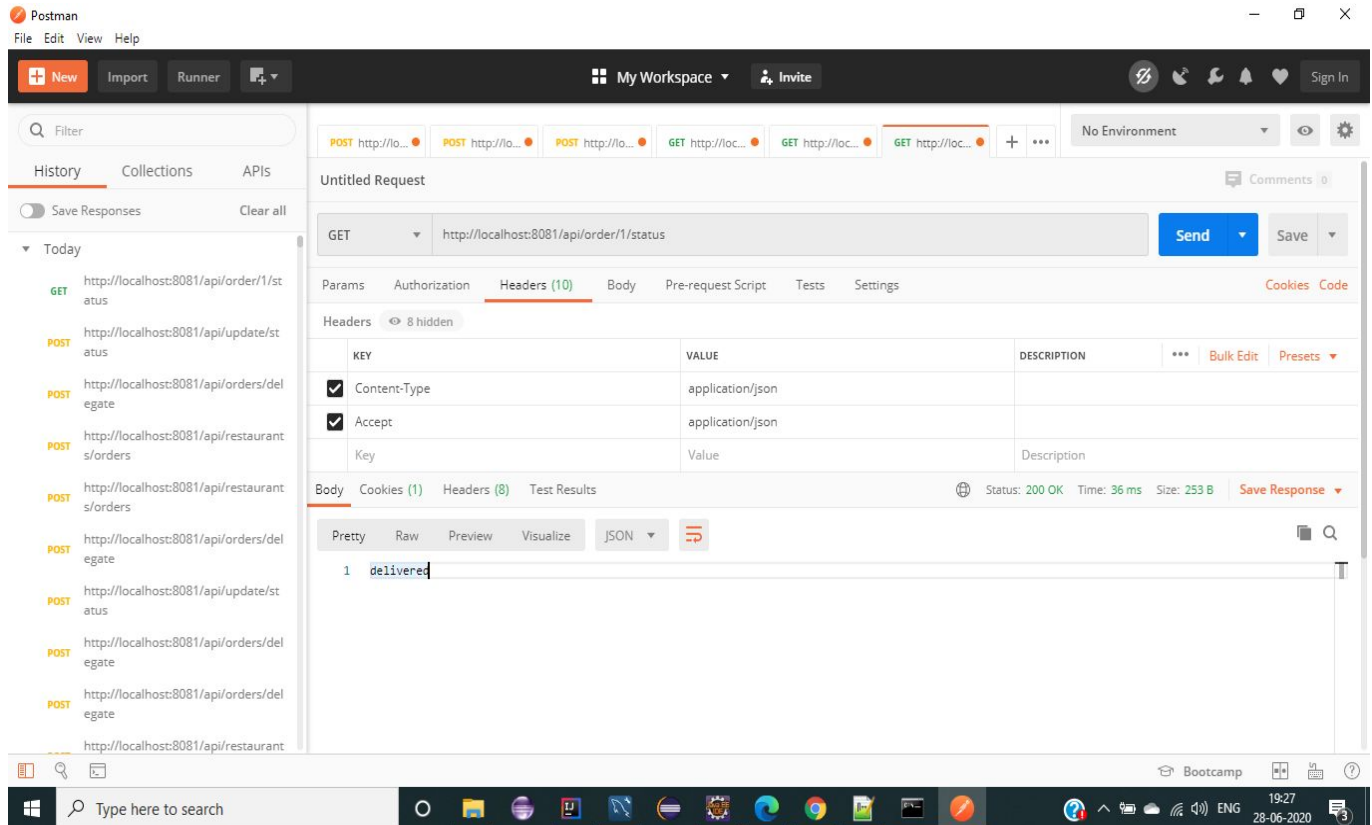 Postman
File Edit View Help
New Import Runner My Workspace Invite Sign In
Filter
History Collections APIs
Save Responses Clear all
Today
GET http://localhost:8081/api/order/1/st
atus
POST http://localhost:8081/api/update/st
atus
POST http://localhost:8081/api/orders/del
egate
POST http://localhost:8081/api/restaurant
s/orders
POST http://localhost:8081/api/restaurant
s/orders
POST http://localhost:8081/api/orders/del
egate
POST http://localhost:8081/api/update/st
atus
POST http://localhost:8081/api/orders/del
egate
POST http://localhost:8081/api/orders/del
egate
http://localhost:8081/api/restaurant
POST http://lo... POST http://lo... POST http://lo... GET http://loc... GET http://loc... GET http://loc... + ••• No Environment
Untitled Request Comments 0
GET http://localhost:8081/api/order/1/status Send Save
Params Authorization Headers (10) Body Pre-request Script Tests Settings Cookies Code
Headers 8 hidden
KEY VALUE DESCRIPTION ••• Bulk Edit Presets
Content-Type application/json
Accept application/json
Key Value Description
Body Cookies (1) Headers (8) Test Results Status: 200 OK Time: 36 ms Size: 253 B Save Response
Pretty Raw Preview Visualize JSON
1 delivered
Bootcamp
Type here to search ENG 19:27
28-06-2020 3